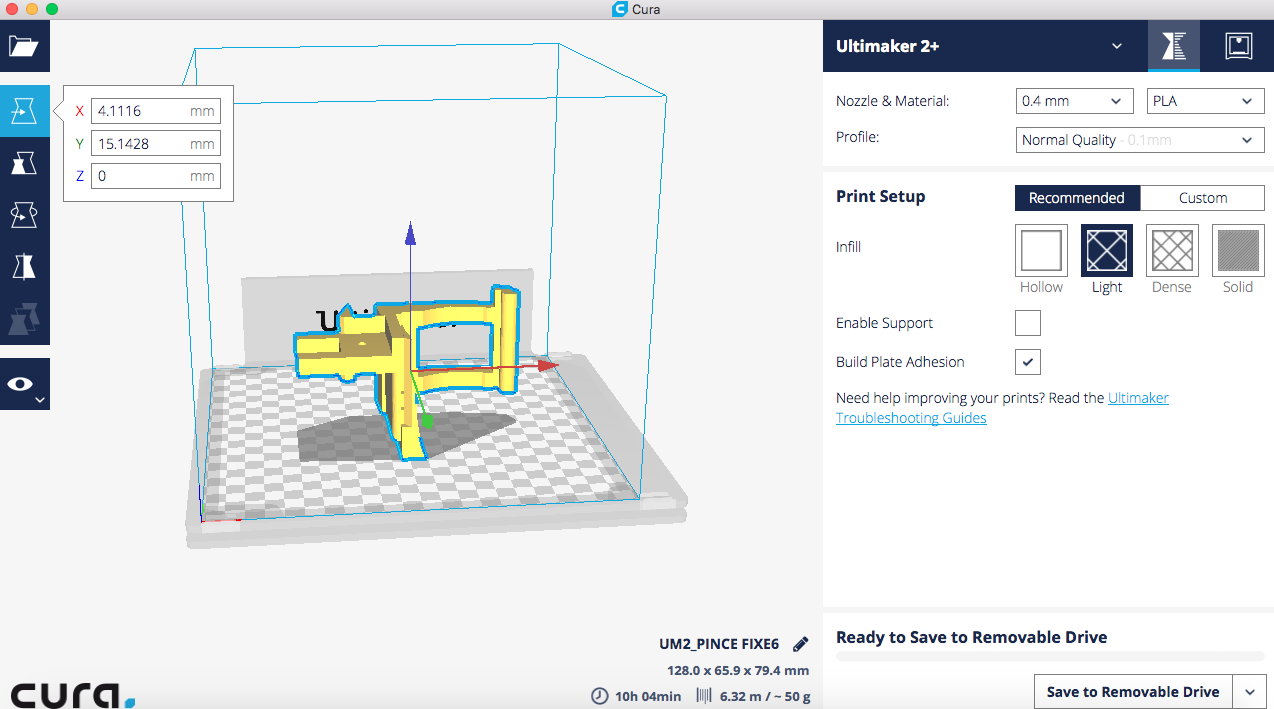 Cura
X 4.1116 mm
Y 15.1428 mm
Z 0 mm
UM2_PINCE FIXE6
128.0 x 65.9 x 79.4 mm
10h 04min 6.32 m / ~ 50 g
cura.
Ultimaker 2+
Nozzle & Material: 0.4 mm PLA
Profile: Normal Quality - 0.1mm
Print Setup Recommended Custom
Infill
Hollow Light Dense Solid
Enable Support
Build Plate Adhesion
Need help improving your prints? Read the Ultimaker
Troubleshooting Guides
Ready to Save to Removable Drive
Save to Removable Drive